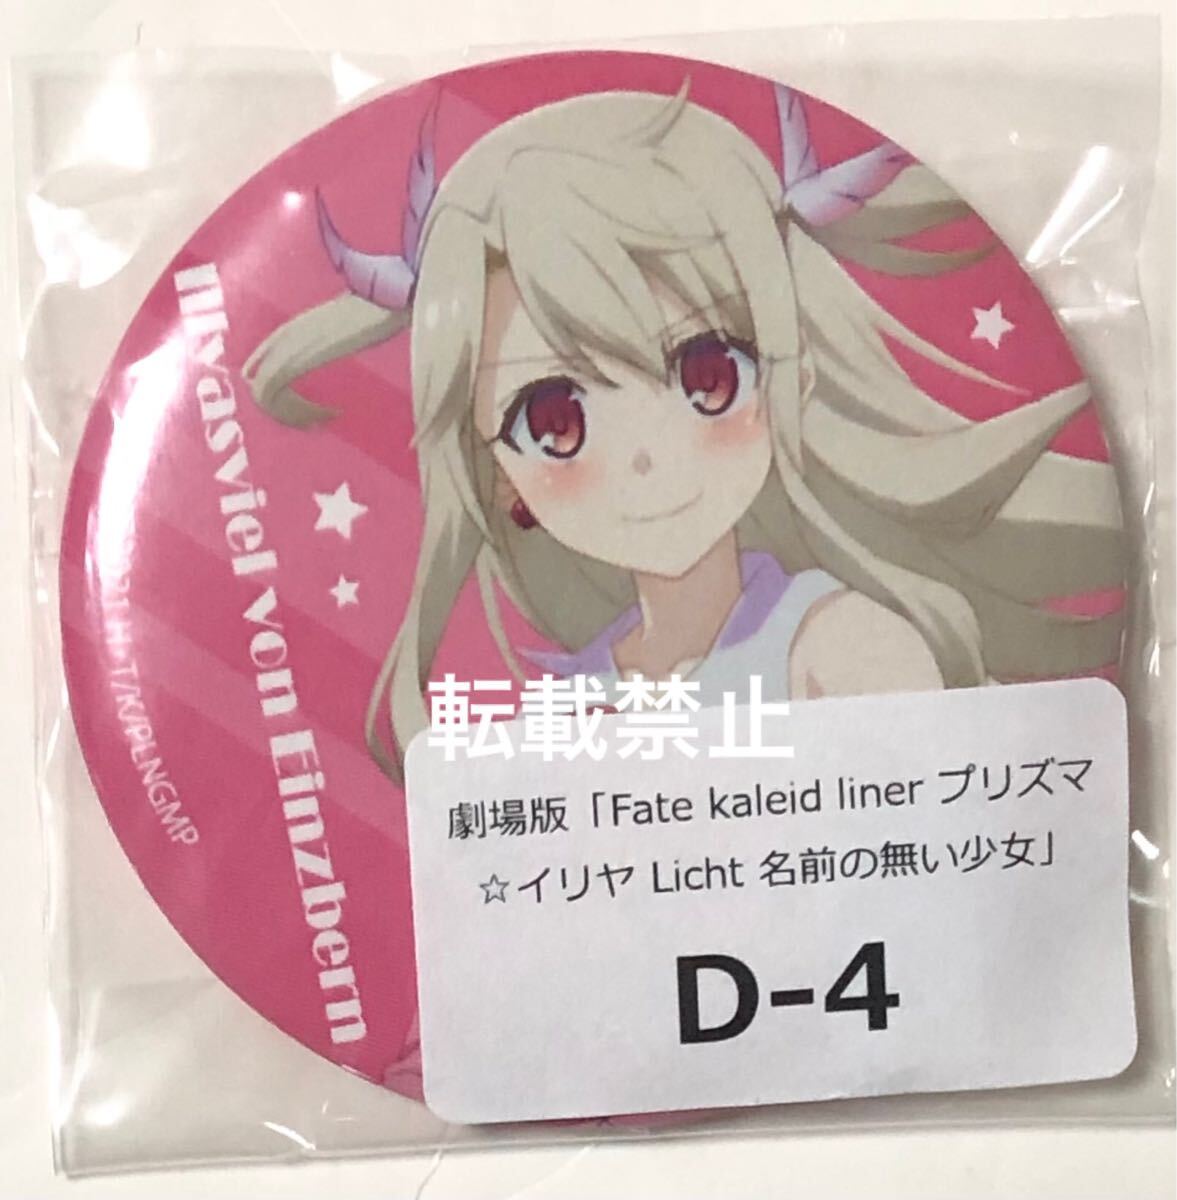 Illyasviel von Einzbern
H・T/K/PLNGMP
転載禁止
劇場版「Fate kaleid liner プリズマ
☆イリヤ Licht 名前の無い少女」
D-4